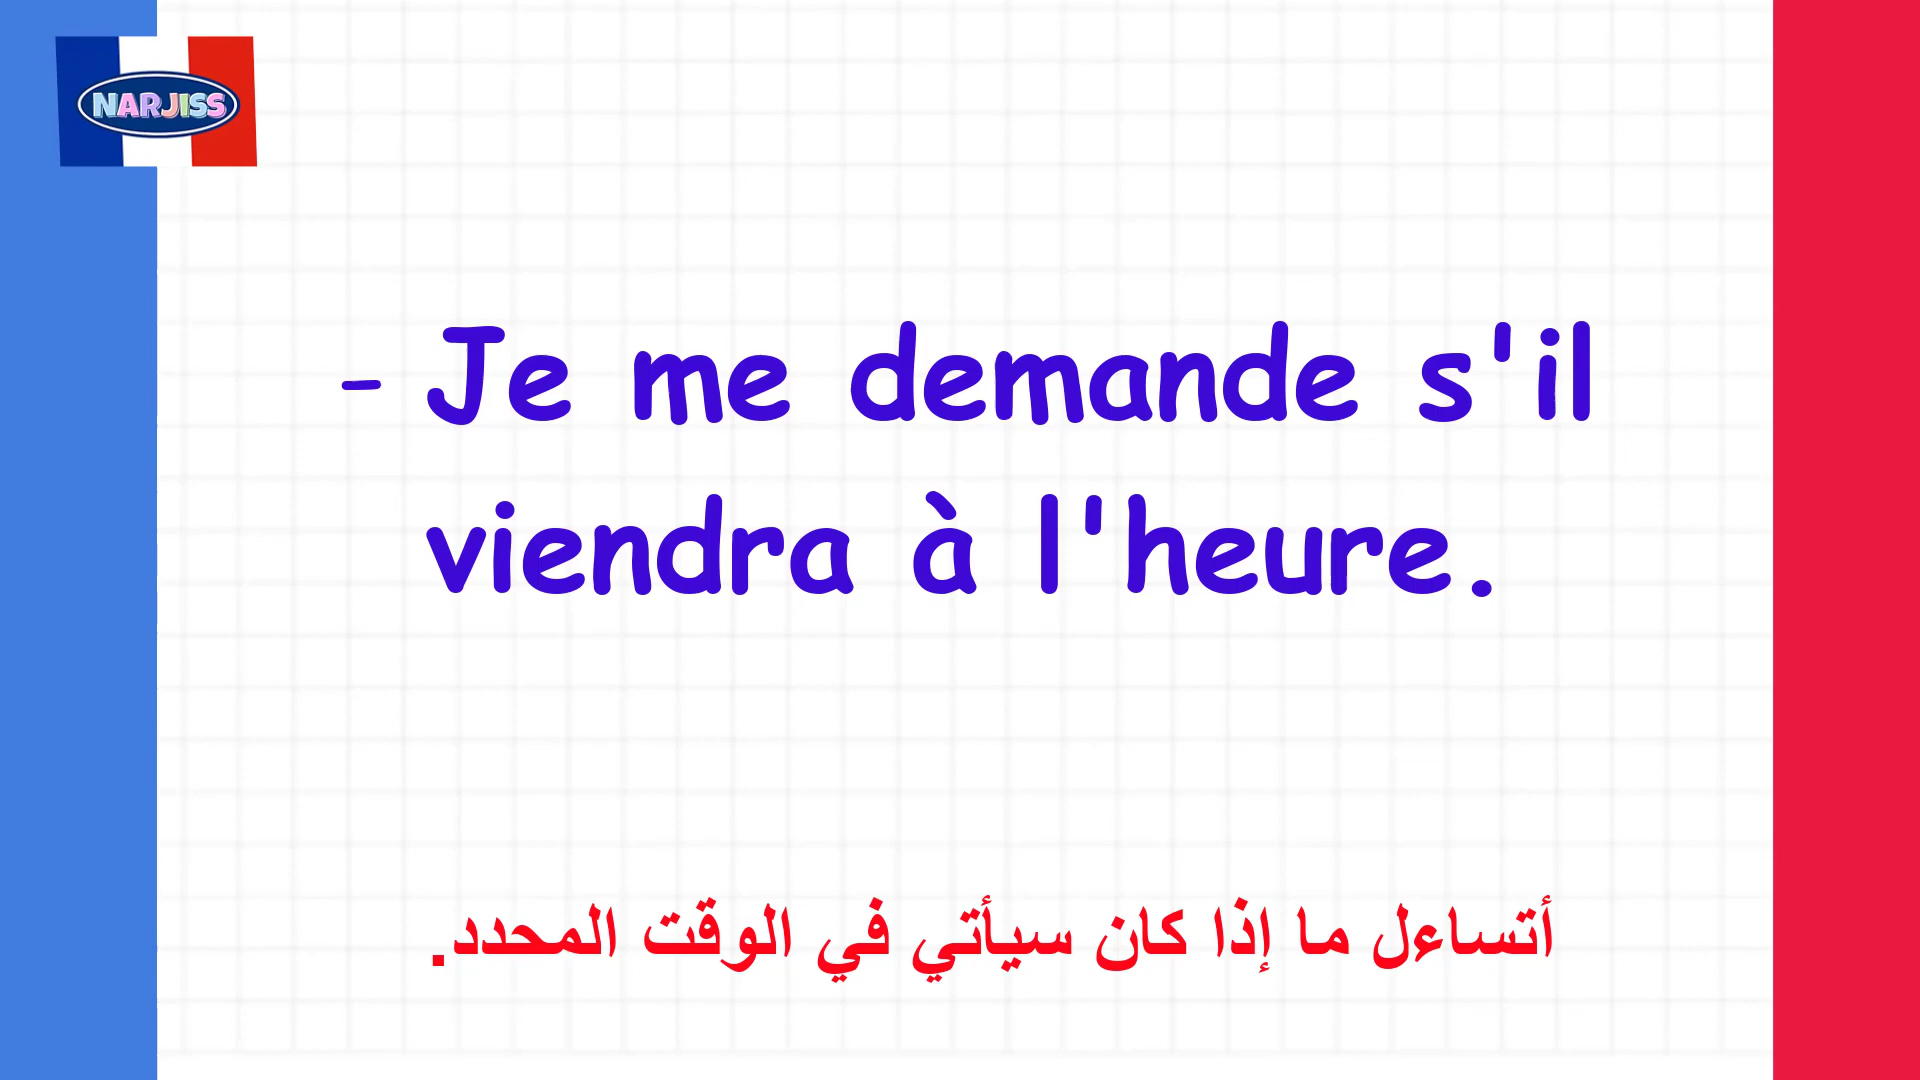 NARJISS
- Je me demande s'il
viendra à l'heure.
أتساءل ما إذا كان سيأتي في الوقت المحدد.